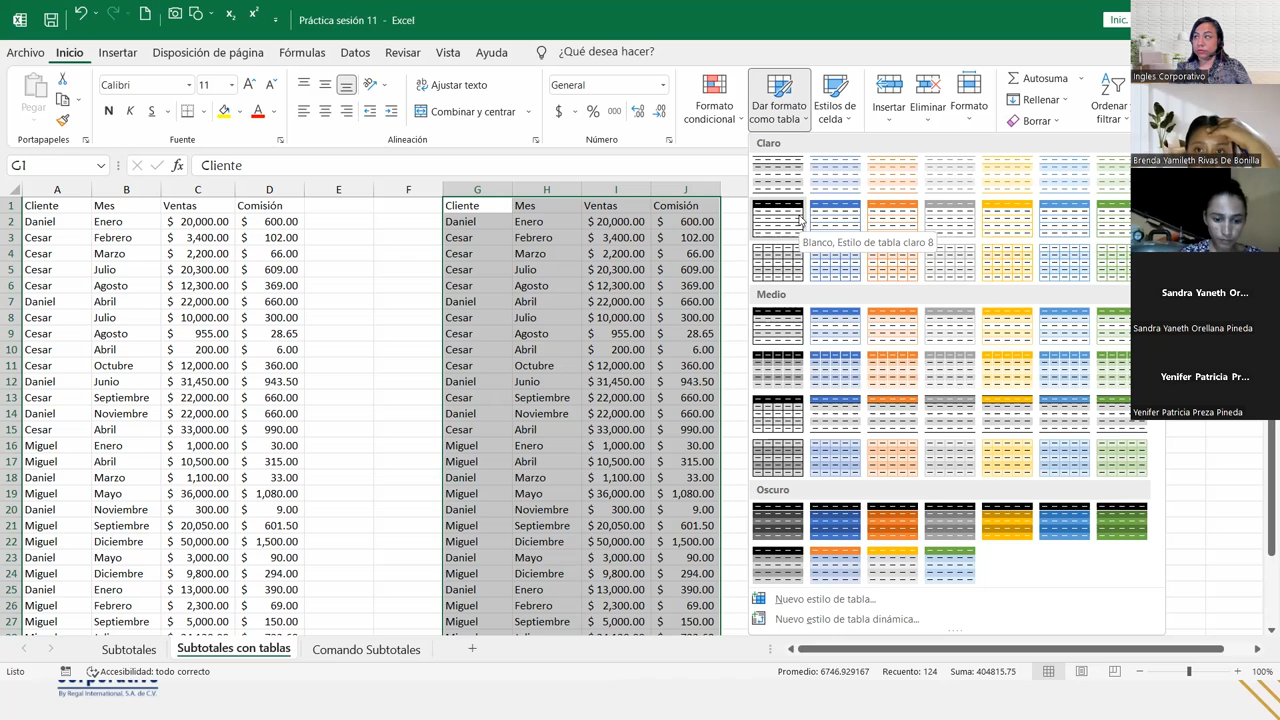 Práctica sesión 11 - Excel
Inic.
Archivo Inicio Insertar Disposición de página Fórmulas Datos Revisar Vista Ayuda ¿Qué desea hacer?
Pegar
Calibri 11
N K S
Ajustar texto
Combinar y centrar
General
$ % 000
Formato condicional
Dar formato como tabla
Estilos de celda
Insertar Eliminar Formato
Autosuma
Rellenar
Borrar
Ordenar filtrar
Portapapeles Fuente Alineación Número
G1 fx Cliente
A B C D E F G H I J
1 Cliente Mes Ventas Comisión Cliente Mes Ventas Comisión
2 Daniel Enero $ 20,000.00 $ 600.00 Daniel Enero $ 20,000.00 $ 600.00
3 Cesar Febrero $ 3,400.00 $ 102.00 Cesar Febrero $ 3,400.00 $ 102.00
4 Cesar Marzo $ 2,200.00 $ 66.00 Cesar Marzo $ 2,200.00 $ 66.00
5 Cesar Julio $ 20,300.00 $ 609.00 Cesar Julio $ 20,300.00 $ 609.00
6 Cesar Agosto $ 12,300.00 $ 369.00 Cesar Agosto $ 12,300.00 $ 369.00
7 Daniel Abril $ 22,000.00 $ 660.00 Daniel Abril $ 22,000.00 $ 660.00
8 Cesar Julio $ 10,000.00 $ 300.00 Cesar Julio $ 10,000.00 $ 300.00
9 Cesar Agosto $ 955.00 $ 28.65 Cesar Agosto $ 955.00 $ 28.65
10 Cesar Abril $ 200.00 $ 6.00 Cesar Abril $ 200.00 $ 6.00
11 Cesar Octubre $ 12,000.00 $ 360.00 Cesar Octubre $ 12,000.00 $ 360.00
12 Daniel Junio $ 31,450.00 $ 943.50 Daniel Junio $ 31,450.00 $ 943.50
13 Cesar Septiembre $ 22,000.00 $ 660.00 Cesar Septiembre $ 22,000.00 $ 660.00
14 Daniel Noviembre $ 2,000.00 $ 60.00 Daniel Noviembre $ 2,000.00 $ 60.00
15 Cesar Abril $ 33,000.00 $ 990.00 Cesar Abril $ 33,000.00 $ 990.00
16 Miguel Enero $ 1,000.00 $ 30.00 Miguel Enero $ 1,000.00 $ 30.00
17 Miguel Abril $ 10,500.00 $ 315.00 Miguel Abril $ 10,500.00 $ 315.00
18 Daniel Marzo $ 1,100.00 $ 33.00 Daniel Marzo $ 1,100.00 $ 33.00
19 Miguel Mayo $ 36,000.00 $ 1,080.00 Miguel Mayo $ 36,000.00 $ 1,080.00
20 Daniel Noviembre $ 300.00 $ 9.00 Daniel Noviembre $ 300.00 $ 9.00
21 Miguel Septiembre $ 20,050.00 $ 601.50 Miguel Septiembre $ 20,050.00 $ 601.50
22 Miguel Diciembre $ 50,000.00 $ 1,500.00 Miguel Diciembre $ 50,000.00 $ 1,500.00
23 Daniel Mayo $ 3,000.00 $ 90.00 Daniel Mayo $ 3,000.00 $ 90.00
24 Miguel Diciembre $ 9,800.00 $ 294.00 Miguel Diciembre $ 9,800.00 $ 294.00
25 Daniel Enero $ 13,000.00 $ 390.00 Daniel Enero $ 13,000.00 $ 390.00
26 Miguel Febrero $ 2,300.00 $ 69.00 Miguel Febrero $ 2,300.00 $ 69.00
27 Miguel Septiembre $ 5,000.00 $ 150.00 Miguel Septiembre $ 5,000.00 $ 150.00
Claro
Blanco, Estilo de tabla claro 8
Medio
Oscuro
Nuevo estilo de tabla...
Nuevo estilo de tabla dinámica...
Ingles Corporativo
Brenda Yamileth Rivas De Bonilla
Sandra Yaneth Or...
Sandra Yaneth Orellana Pineda
Yenifer Patricia Pr...
Yenifer Patricia Preza Pineda
Subtotales Subtotales con tablas Comando Subtotales
Listo Accesibilidad: todo correcto Promedio: 6746.929167 Recuento: 124 Suma: 404815.75 100%
By Regal International, S.A. de C.V.